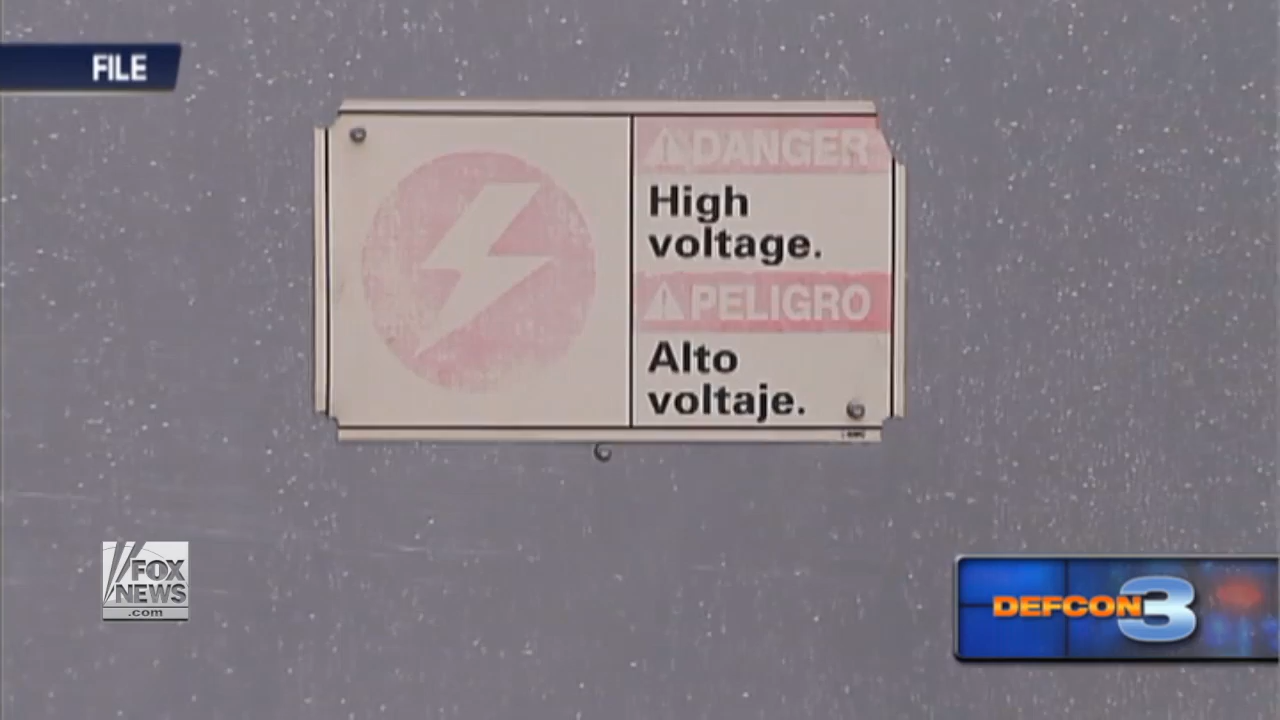 FILE
DANGER
High
voltage.
PELIGRO
Alto
voltaje.
FOX
NEWS
.com
DEFCON3